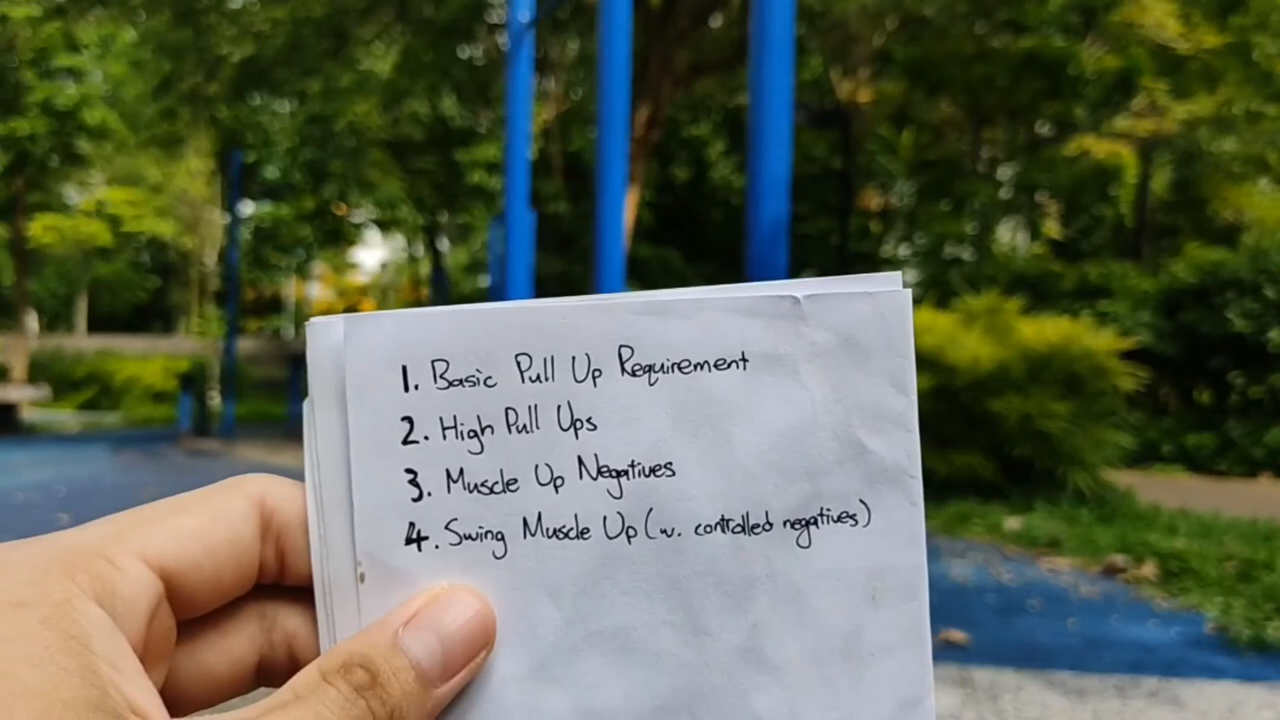 1. Basic Pull Up Requirement
2. High Pull Ups
3. Muscle Up Negatives
4. Swing Muscle Up (w. controlled negatives)